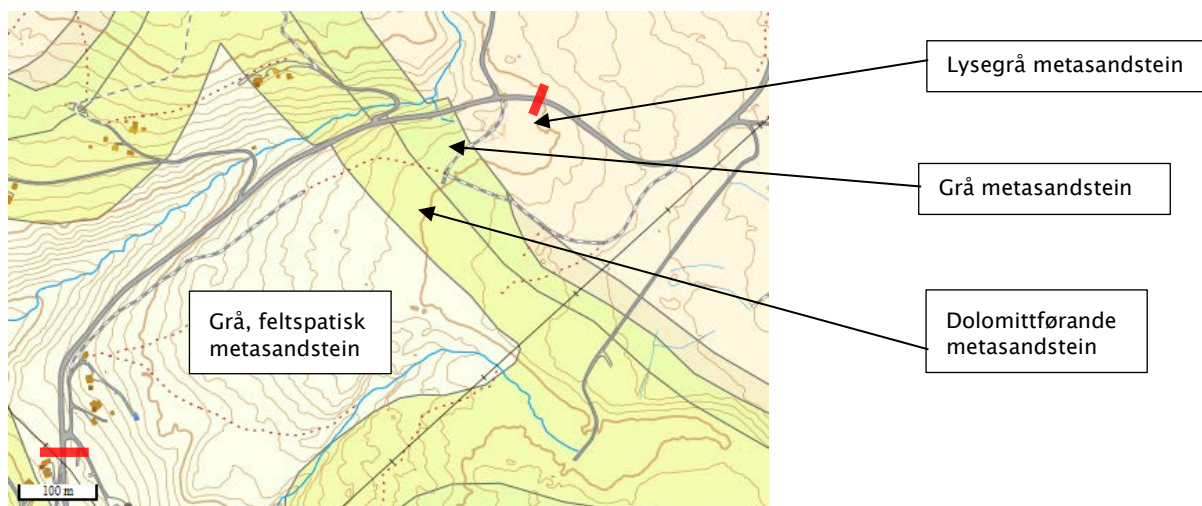 Lysegrå metasandstein
Grå metasandstein
Dolomittførande
metasandstein
Grå, feltspatisk
metasandstein
100 m